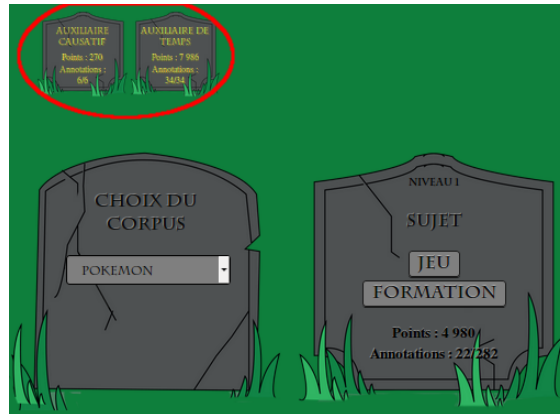 AUXILIAIRE
CAUSATIF
Points : 270
Annotations :
6/6
AUXILIAIRE DE
TEMPS
Points : 7 986
Annotations :
34/34
CHOIX DU
CORPUS
POKEMON
NIVEAU 1
SUJET
JEU
FORMATION
Points : 4 980
Annotations : 22/282